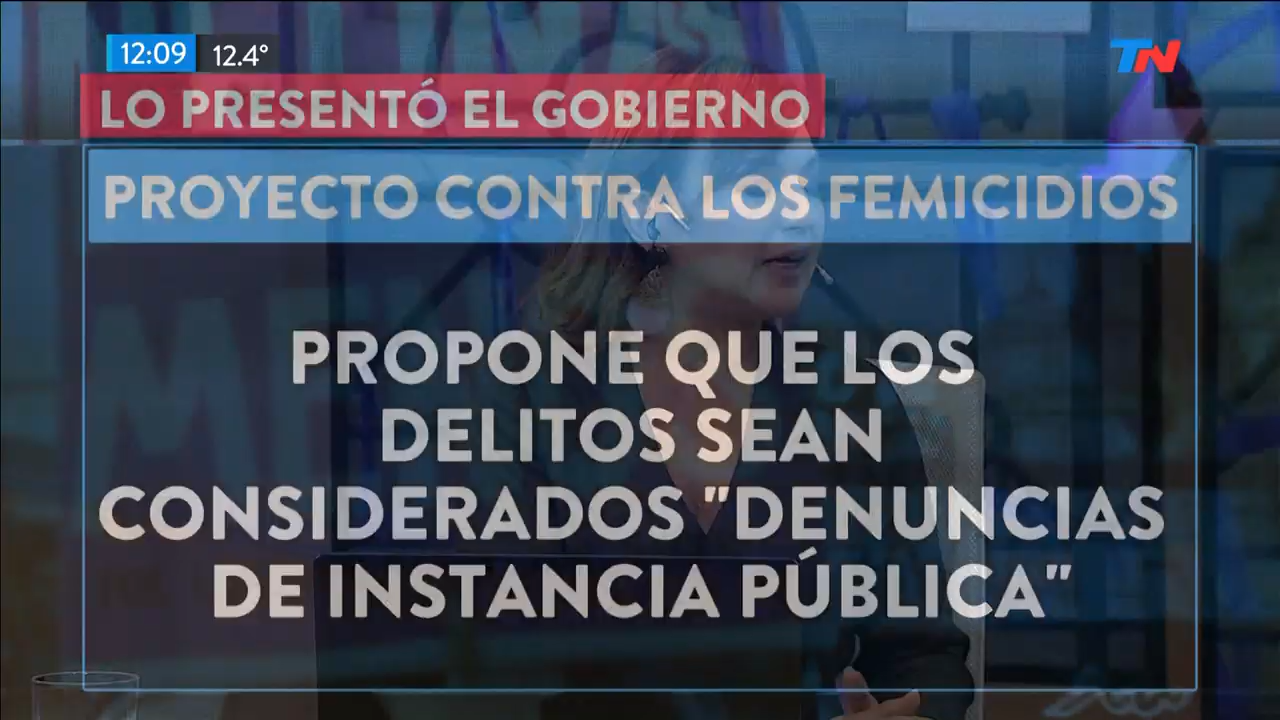 12:09 12.4°
TN
LO PRESENTÓ EL GOBIERNO
PROYECTO CONTRA LOS FEMICIDIOS
PROPONE QUE LOS
DELITOS SEAN
CONSIDERADOS "DENUNCIAS
DE INSTANCIA PÚBLICA"